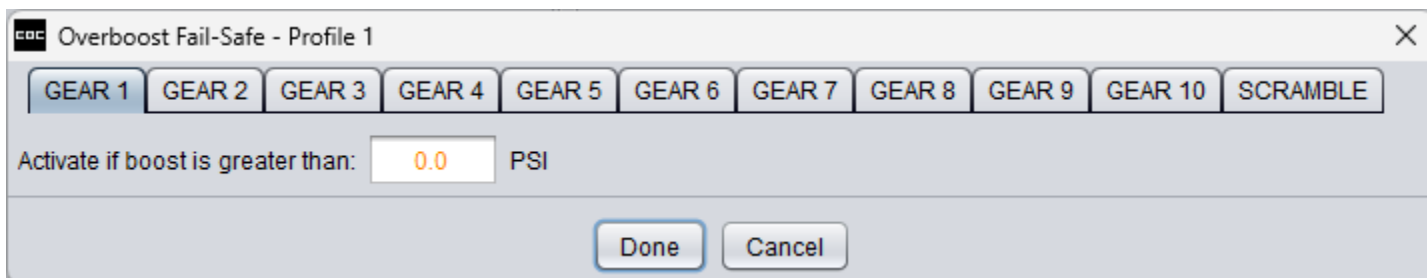 CBC Overboost Fail-Safe - Profile 1
GEAR 1 GEAR 2 GEAR 3 GEAR 4 GEAR 5 GEAR 6 GEAR 7 GEAR 8 GEAR 9 GEAR 10 SCRAMBLE
Activate if boost is greater than: 0.0 PSI
Done Cancel